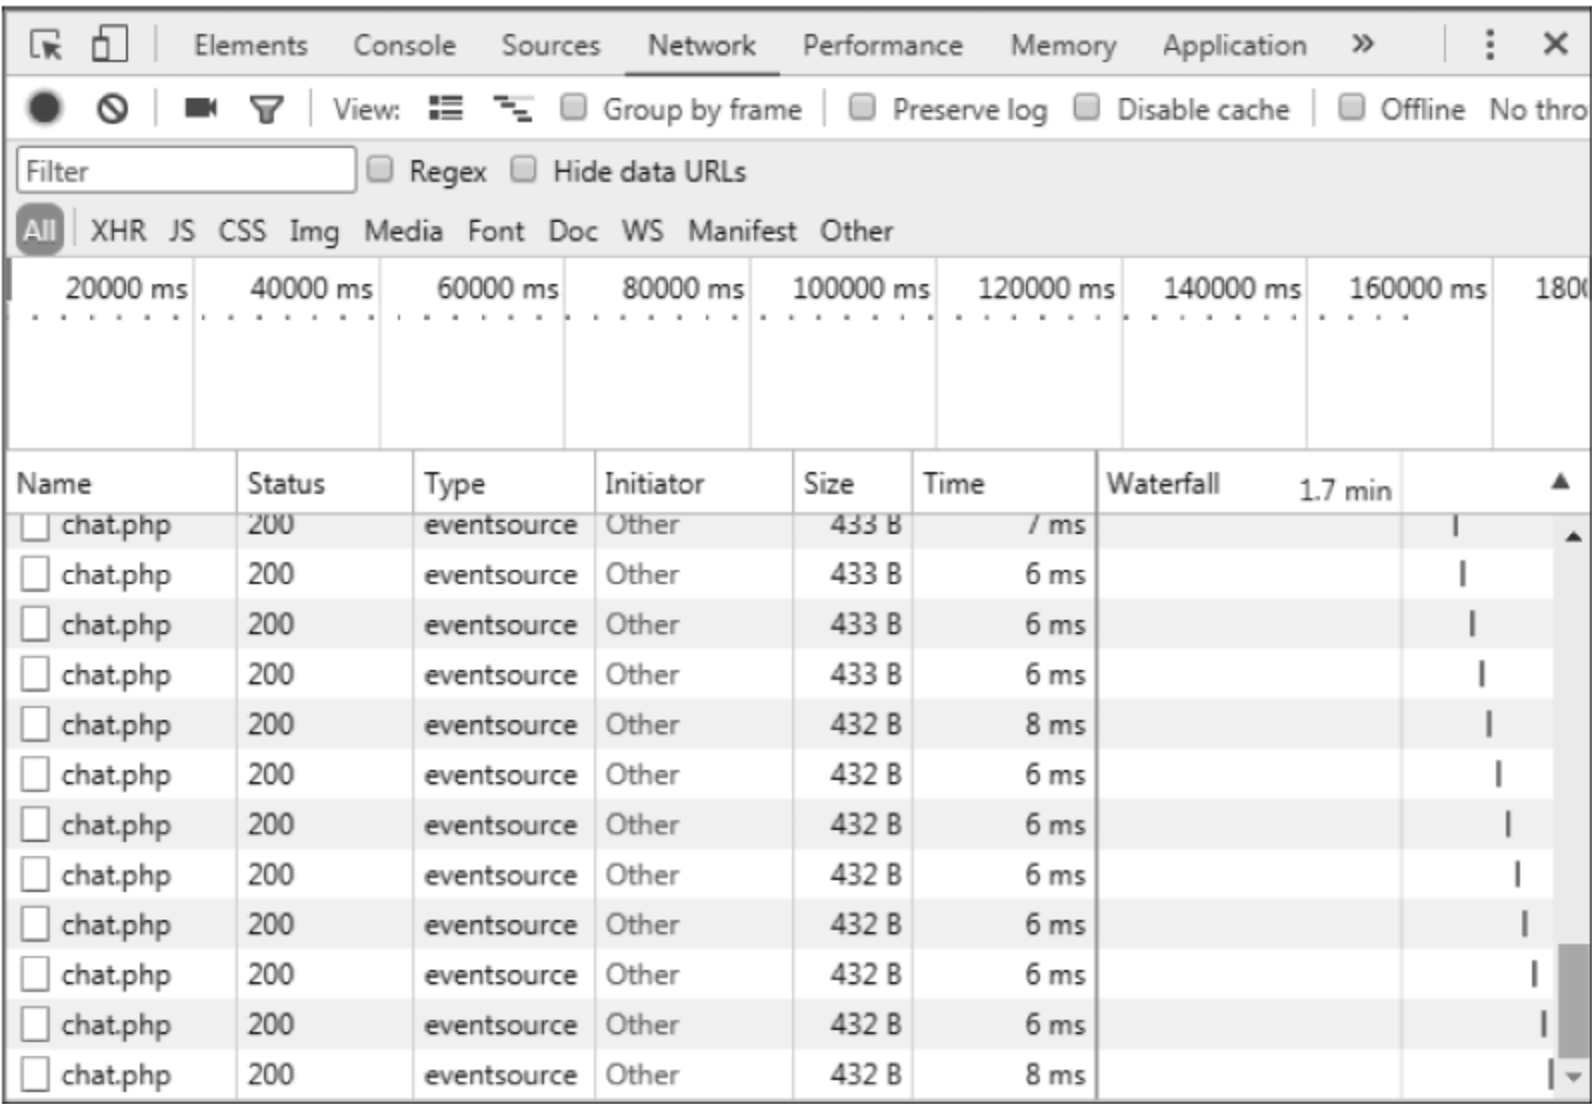 Elements Console Sources Network Performance Memory Application »
View: Group by frame Preserve log Disable cache Offline No thro
Filter Regex Hide data URLs
All XHR JS CSS Img Media Font Doc WS Manifest Other
20000 ms 40000 ms 60000 ms 80000 ms 100000 ms 120000 ms 140000 ms 160000 ms 1800
Name Status Type Initiator Size Time Waterfall 1.7 min
chat.php 200 eventsource Other 433 B 7 ms
chat.php 200 eventsource Other 433 B 6 ms
chat.php 200 eventsource Other 433 B 6 ms
chat.php 200 eventsource Other 433 B 6 ms
chat.php 200 eventsource Other 432 B 8 ms
chat.php 200 eventsource Other 432 B 6 ms
chat.php 200 eventsource Other 432 B 6 ms
chat.php 200 eventsource Other 432 B 6 ms
chat.php 200 eventsource Other 432 B 6 ms
chat.php 200 eventsource Other 432 B 6 ms
chat.php 200 eventsource Other 432 B 6 ms
chat.php 200 eventsource Other 432 B 8 ms